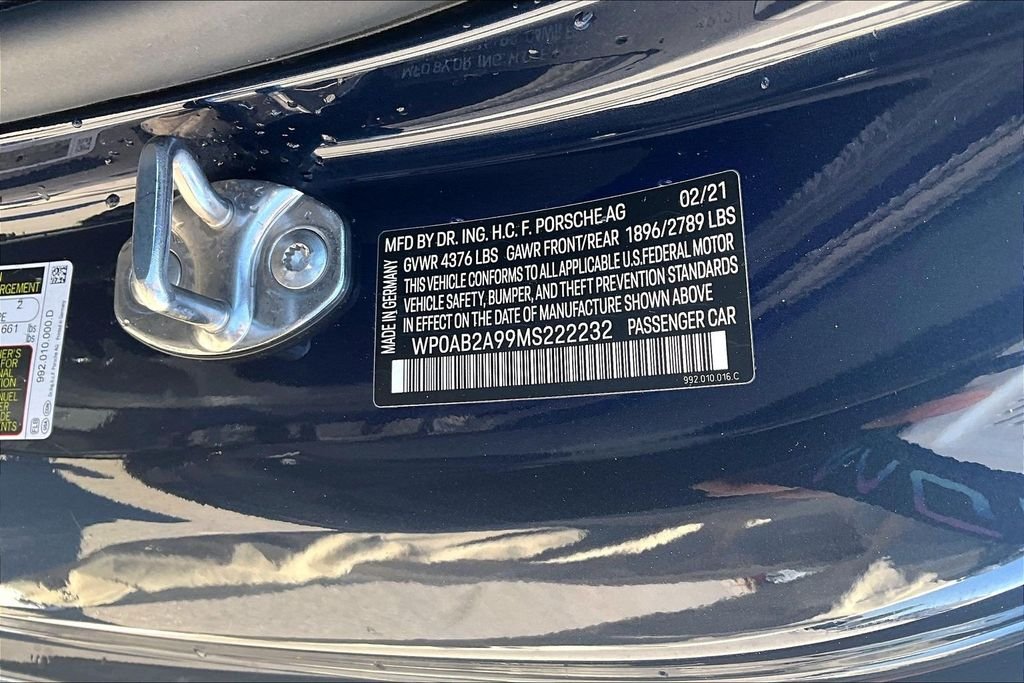 MFD BY DR. ING. H.C. F. PORSCHE AG 02/21
GVWR 4376 LBS GAWR FRONT/REAR 1896/2789 LBS
THIS VEHICLE CONFORMS TO ALL APPLICABLE U.S.FEDERAL MOTOR
VEHICLE SAFETY, BUMPER, AND THEFT PREVENTION STANDARDS
IN EFFECT ON THE DATE OF MANUFACTURE SHOWN ABOVE
WP0AB2A99MS222232 PASSENGER CAR
992.010.016.C
MADE IN GERMANY
2
661
992.010.000.D